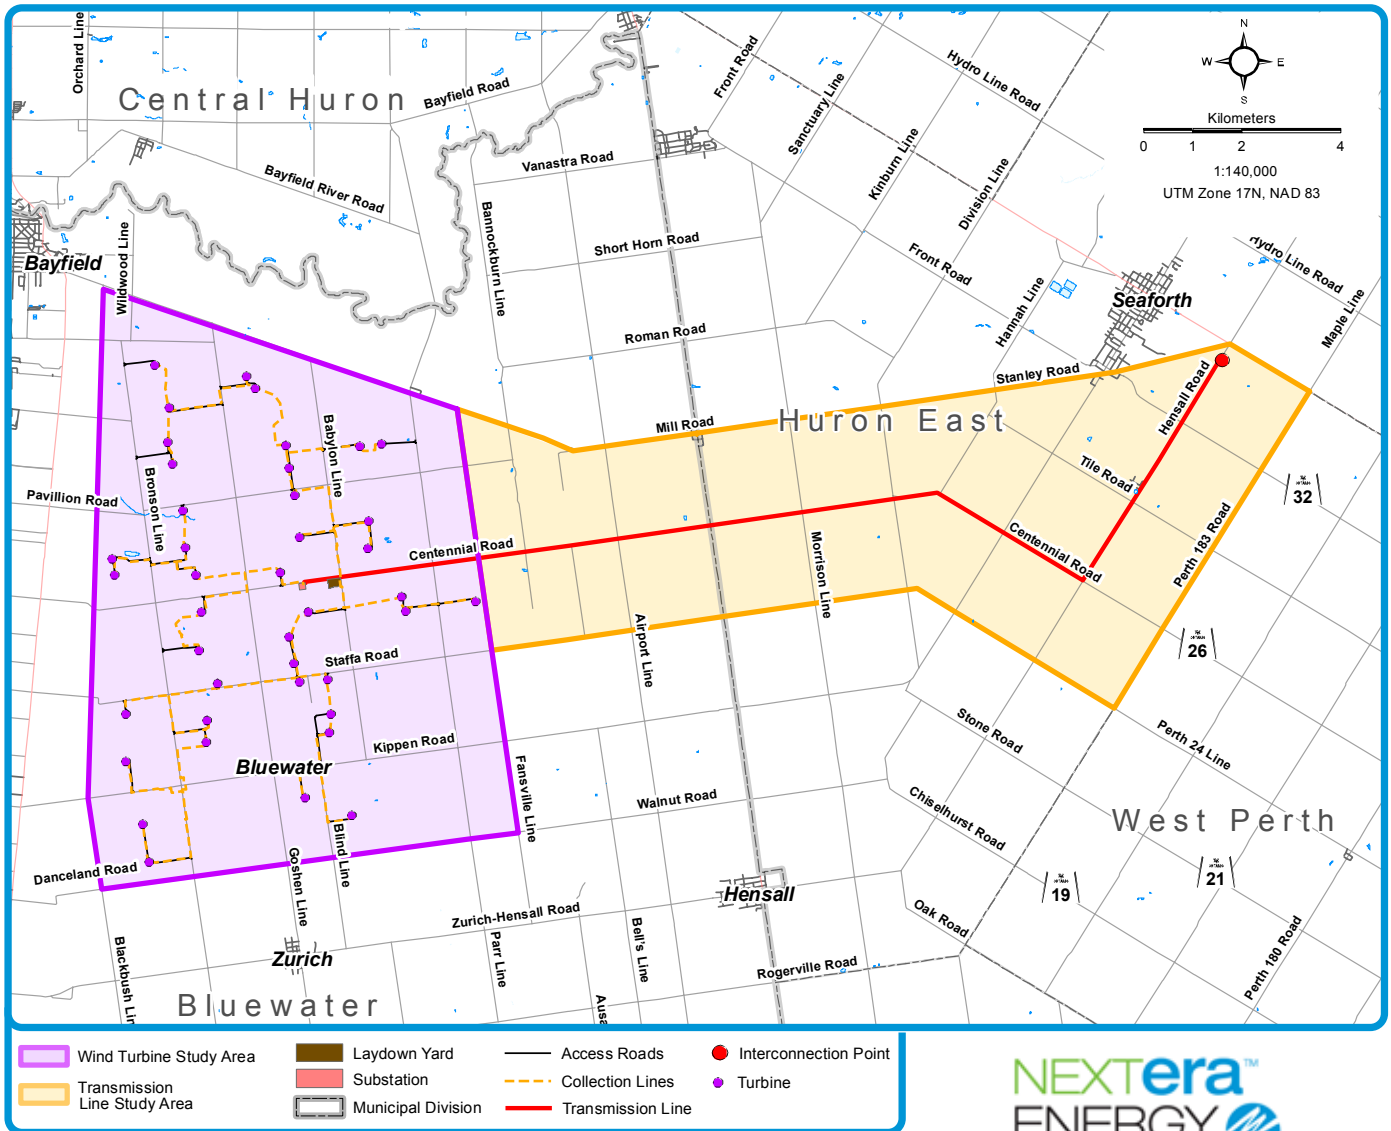 Orchard Line
Central Huron
Bayfield Road
Front Road
Hydro Line Road
Sanctuary Line
N
W
E
S
Kilometers
0 1 2 4
1:140,000
UTM Zone 17N, NAD 83
Vanastra Road
Kinburn Line
Division Line
Bayfield River Road
Bannockburn Line
Short Horn Road
Front Road
Hydro Line Road
Wildwood Line
Bayfield
Hannah Line
Seaforth
Maple Line
Roman Road
Stanley Road
Hensall Road
Mill Road
Huron East
Babylon Line
Bronson Line
Pavillion Road
Tile Road
32
Centennial Road
Centennial Road
Perth 183 Road
Morrison Line
Airport Line
26
Staffa Road
Stone Road
Perth 24 Line
Kippen Road
Bluewater
Fansville Line
Walnut Road
Chiselhurst Road
West Perth
Danceland Road
Goshen Line
Blind Line
21
19
Hensall
Zurich-Hensall Road
Oak Road
Blackbush Lin
Zurich
Parr Line
Bell's Line
Rogerville Road
Perth 180 Road
Bluewater
Ausa
Wind Turbine Study Area
Transmission
Line Study Area
Laydown Yard
Substation
Municipal Division
Access Roads
Collection Lines
Transmission Line
Interconnection Point
Turbine
NEXTera™
ENERGY